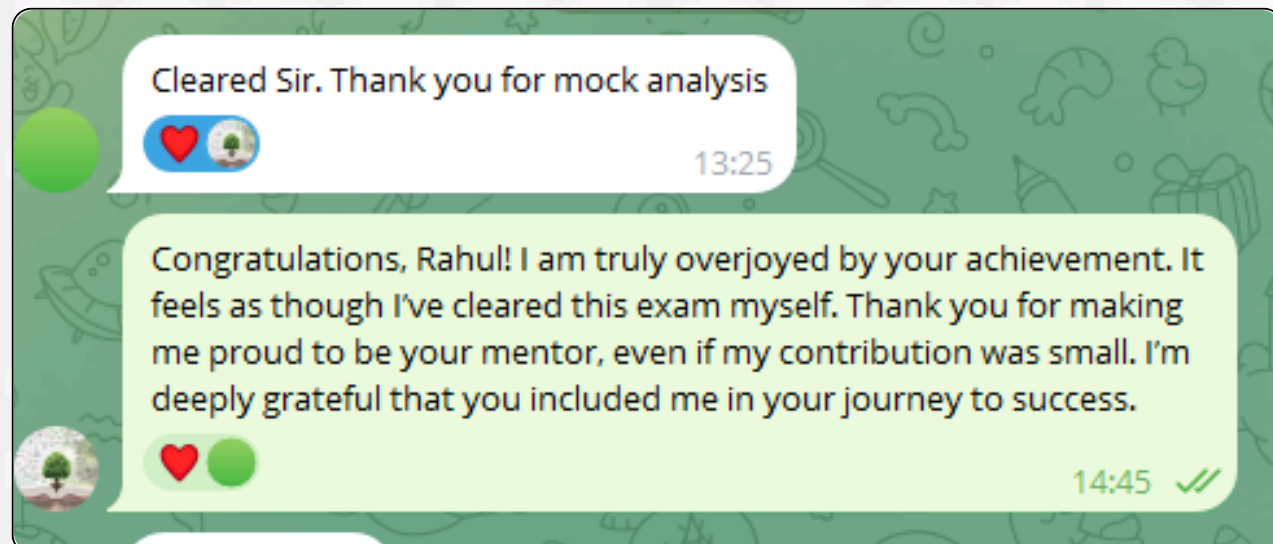 Cleared Sir. Thank you for mock analysis
13:25
Congratulations, Rahul! I am truly overjoyed by your achievement. It
feels as though I’ve cleared this exam myself. Thank you for making
me proud to be your mentor, even if my contribution was small. I’m
deeply grateful that you included me in your journey to success.
14:45